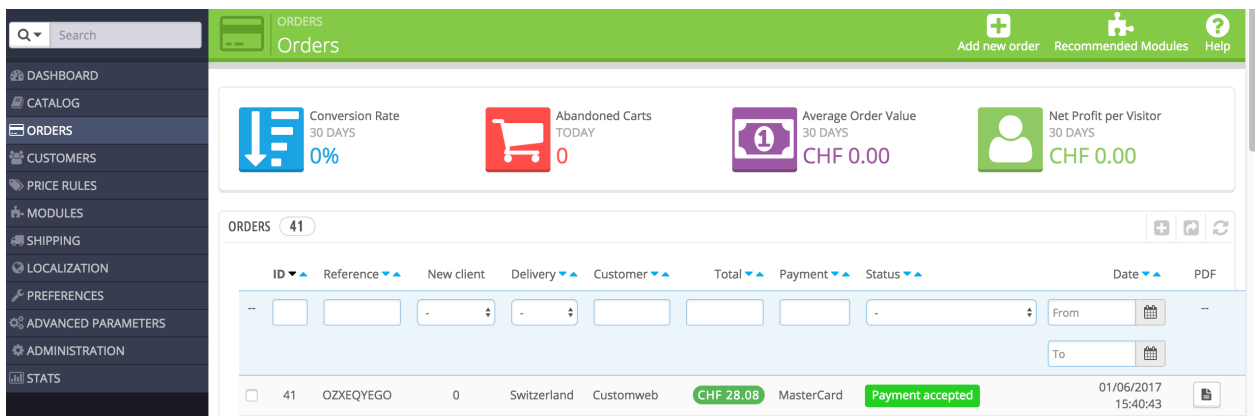 Search
DASHBOARD
CATALOG
ORDERS
CUSTOMERS
PRICE RULES
MODULES
SHIPPING
LOCALIZATION
PREFERENCES
ADVANCED PARAMETERS
ADMINISTRATION
STATS
ORDERS
Orders
Add new order Recommended Modules Help
Conversion Rate
30 DAYS
0%
Abandoned Carts
TODAY
0
1
Average Order Value
30 DAYS
CHF 0.00
Net Profit per Visitor
30 DAYS
CHF 0.00
ORDERS 41
ID Reference New client Delivery Customer Total Payment Status Date PDF
-- - - - From --
To
41 OZXEQYEGO 0 Switzerland Customweb CHF 28.08 MasterCard Payment accepted 01/06/2017
15:40:43